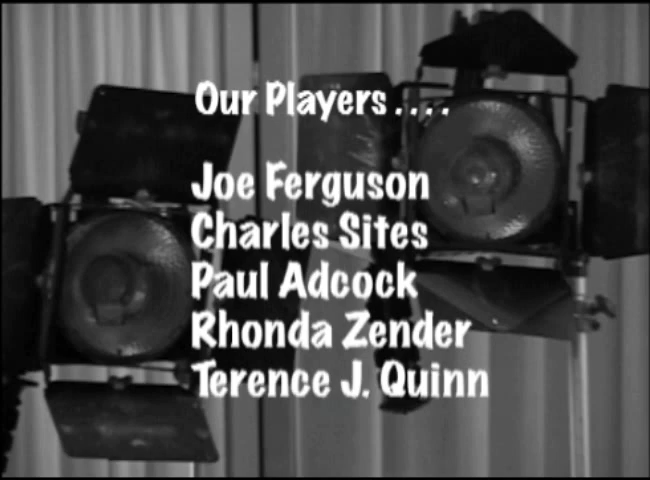 Our Players . . . .
Joe Ferguson
Charles Sites
Paul Adcock
Rhonda Zender
Terence J. Quinn